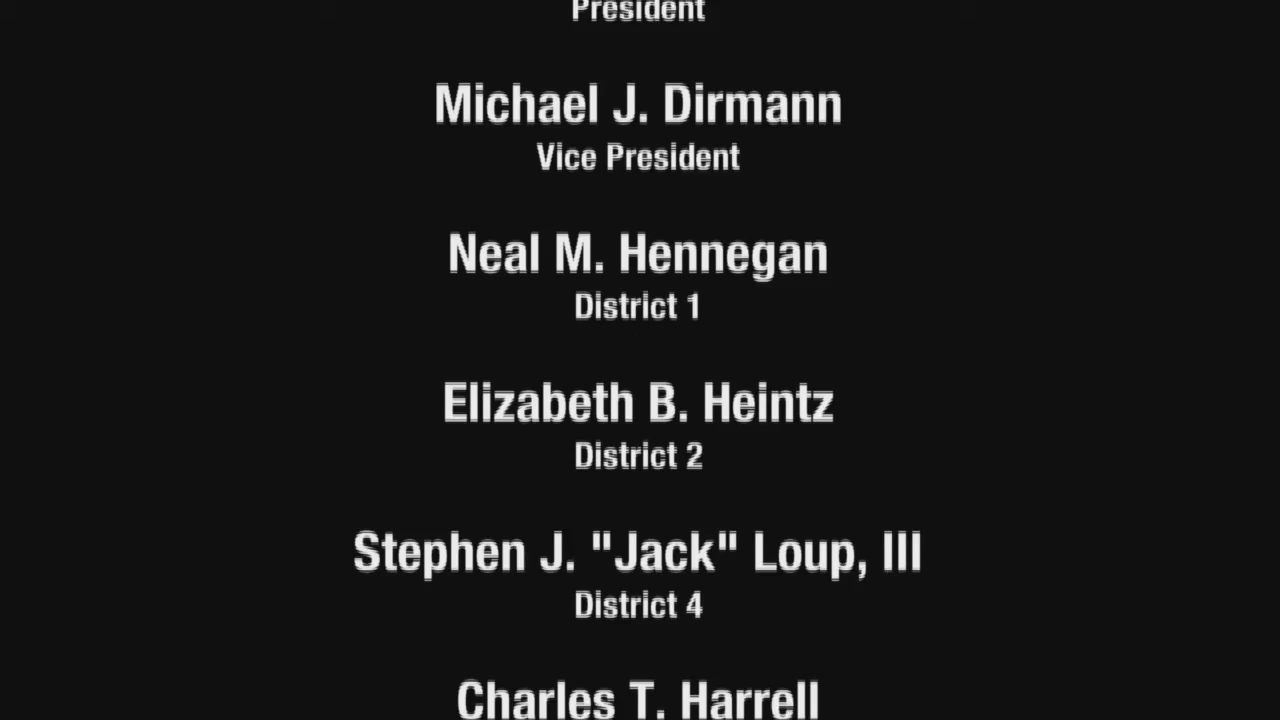 President
Michael J. Dirmann
Vice President
Neal M. Hennegan
District 1
Elizabeth B. Heintz
District 2
Stephen J. "Jack" Loup, III
District 4
Charles T. Harrell